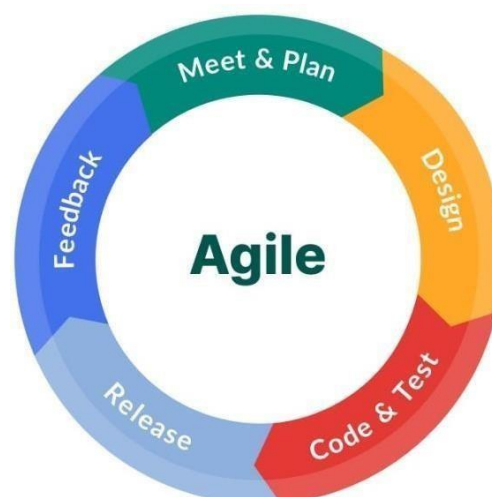 Meet & Plan
Design
Code & Test
Release
Feedback
Agile